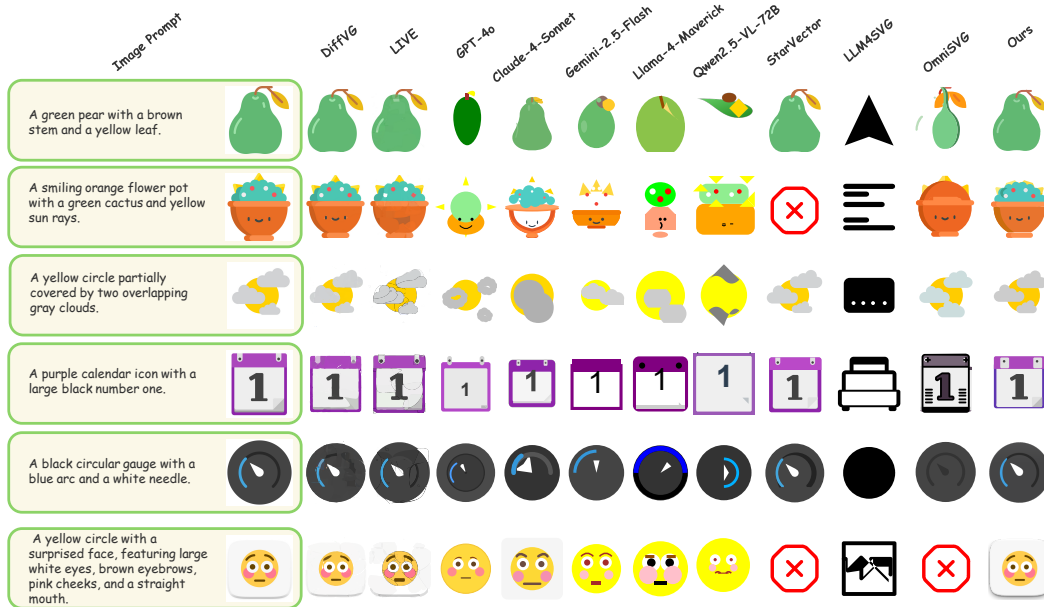 Image Prompt
DiffVG
LIVE
GPT-4o
Claude-4-Sonnet
Gemini-2.5-Flash
Llama-4-Maverick
Qwen2.5-VL-72B
StarVector
LLM4SVG
OmniSVG
Ours
A green pear with a brown
stem and a yellow leaf.
A smiling orange flower pot
with a green cactus and yellow
sun rays.
A yellow circle partially
covered by two overlapping
gray clouds.
A purple calendar icon with a
large black number one.
1
1
1
1
1
1
1
1
1
1
1
A black circular gauge with a
blue arc and a white needle.
A yellow circle with a
surprised face, featuring large
white eyes, brown eyebrows,
pink cheeks, and a straight
mouth.